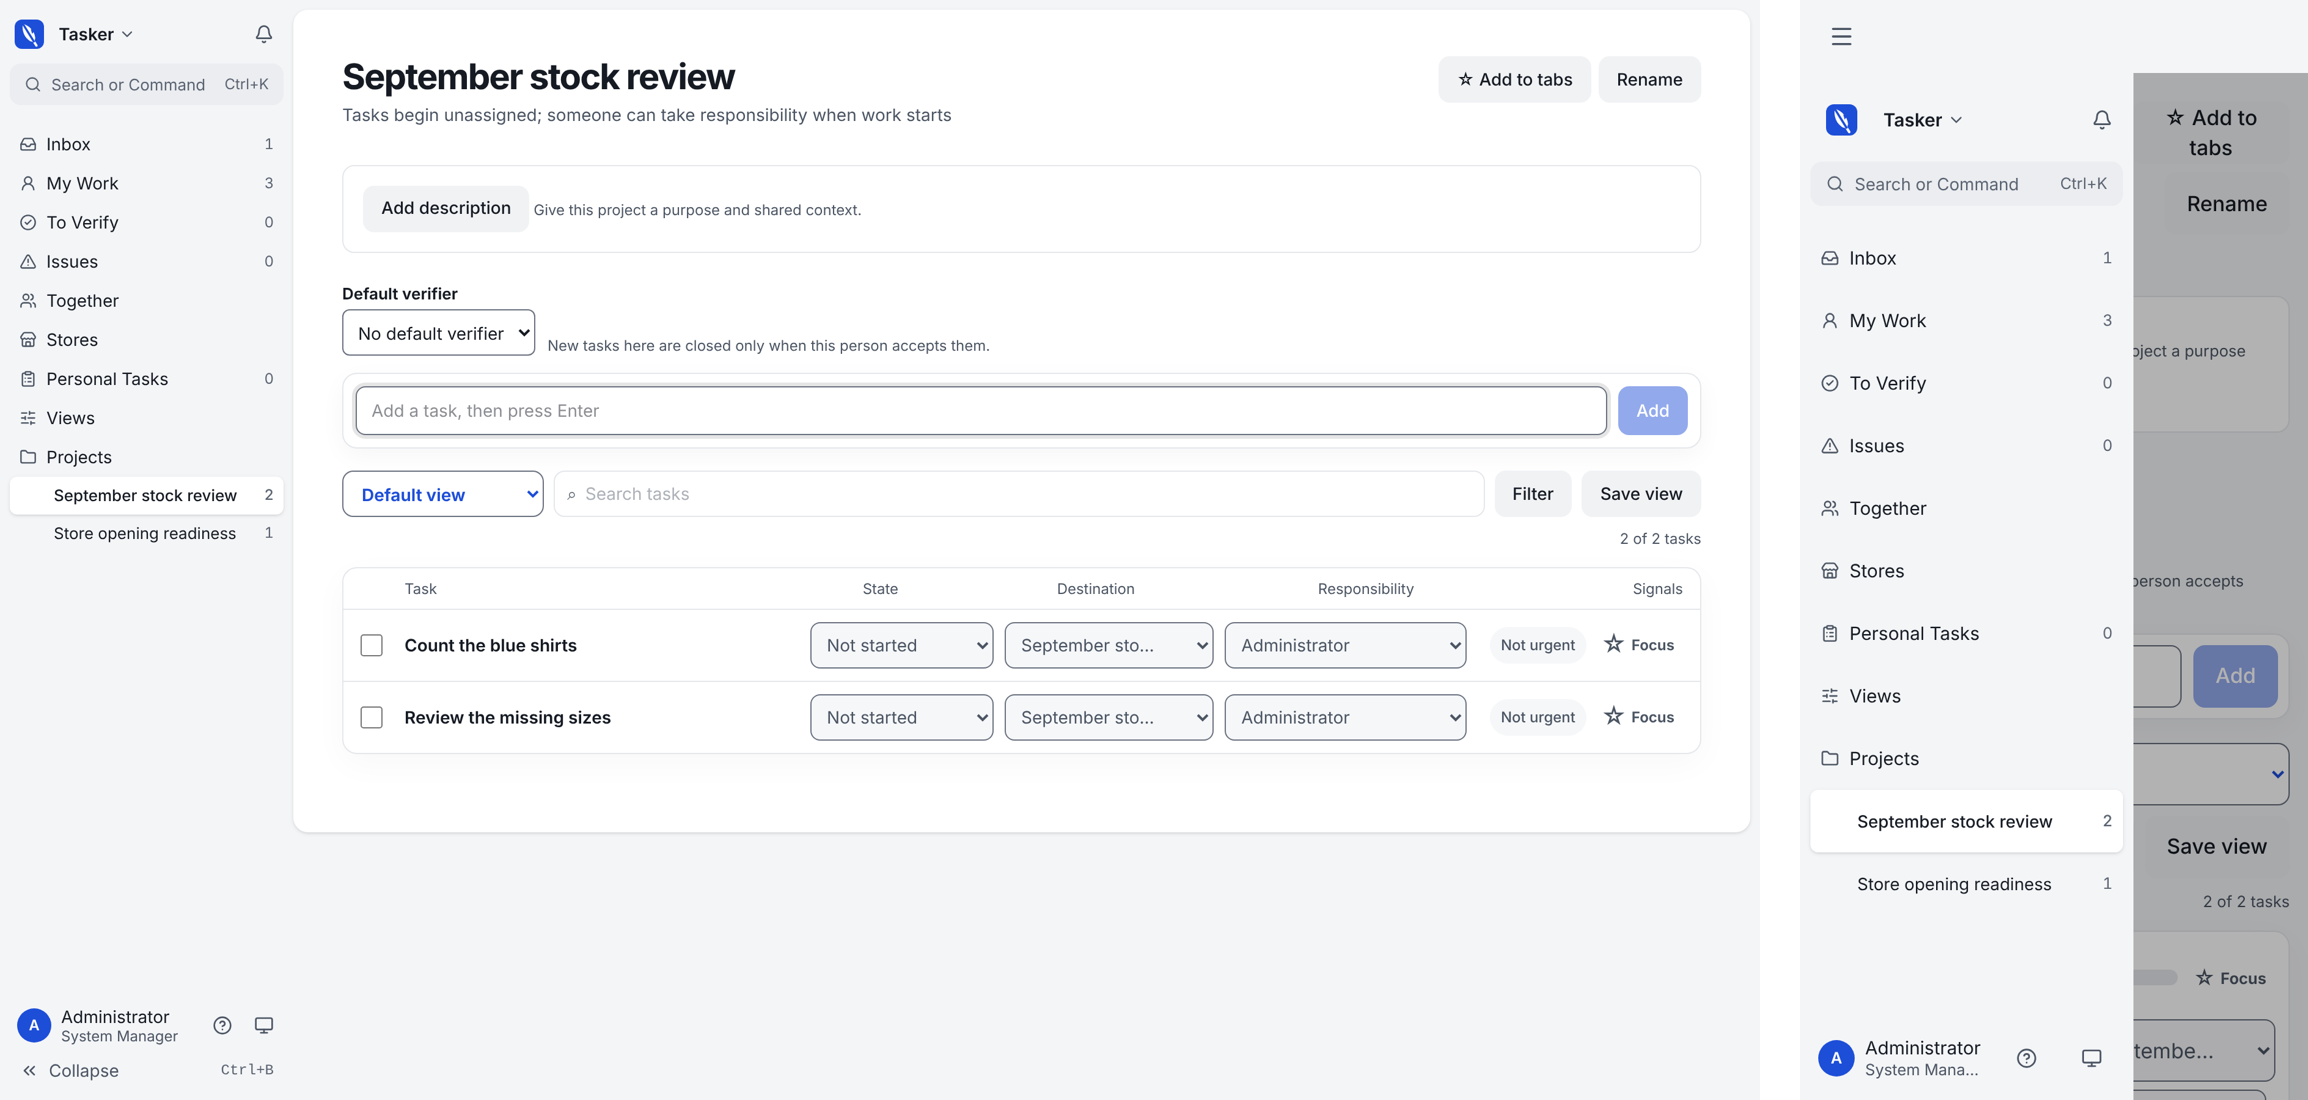 Tasker
Search or Command Ctrl+K
Inbox 1
My Work 3
To Verify 0
Issues 0
Together
Stores
Personal Tasks 0
Views
Projects
September stock review 2
Store opening readiness 1
A
Administrator
System Manager
Collapse Ctrl+B
September stock review
Tasks begin unassigned; someone can take responsibility when work starts
Add to tabs
Rename
Add description Give this project a purpose and shared context.
Default verifier
No default verifier
New tasks here are closed only when this person accepts them.
Add a task, then press Enter
Add
Default view
Search tasks
Filter
Save view
2 of 2 tasks
Task State Destination Responsibility Signals
Count the blue shirts Not started September sto... Administrator Not urgent Focus
Review the missing sizes Not started September sto... Administrator Not urgent Focus
Tasker
Search or Command Ctrl+K
Inbox 1
My Work 3
To Verify 0
Issues 0
Together
Stores
Personal Tasks 0
Views
Projects
September stock review 2
Store opening readiness 1
A
Administrator
System Mana...
Add to
tabs
Rename
a purpose
person accepts
Add
Save view
2 of 2 tasks
Focus